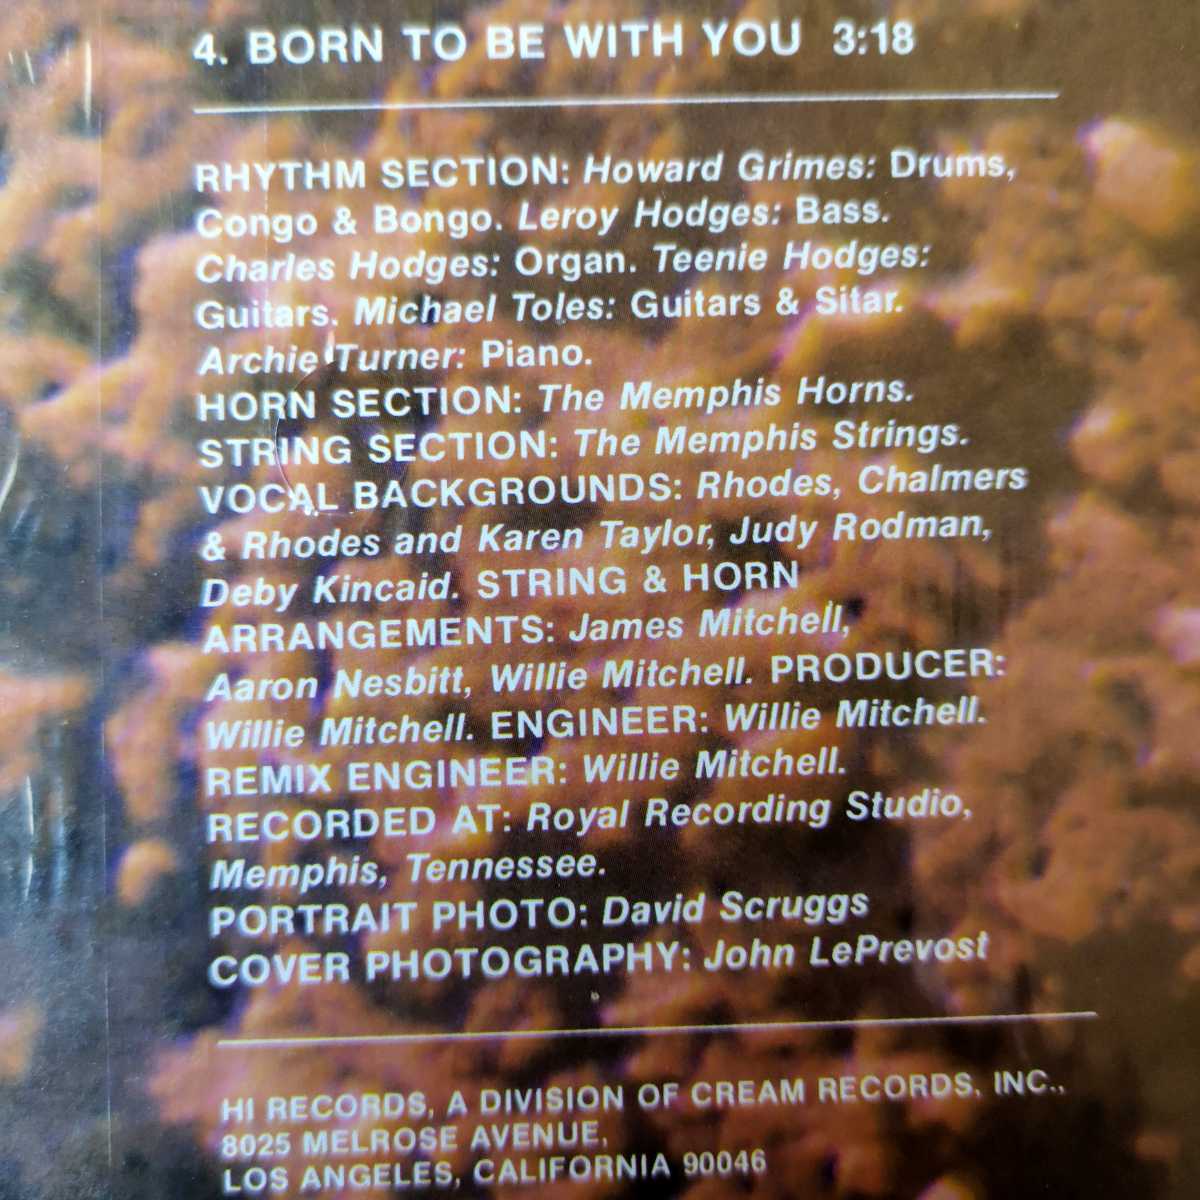 4. BORN TO BE WITH YOU 3:18
RHYTHM SECTION: Howard Grimes: Drums,
Congo & Bongo. Leroy Hodges: Bass.
Charles Hodges: Organ. Teenie Hodges:
Guitars. Michael Toles: Guitars & Sitar.
Archie Turner: Piano.
HORN SECTION: The Memphis Horns.
STRING SECTION: The Memphis Strings.
VOCAL BACKGROUNDS: Rhodes, Chalmers
& Rhodes and Karen Taylor, Judy Rodman,
Deby Kincaid. STRING & HORN
ARRANGEMENTS: James Mitchell,
Aaron Nesbitt, Willie Mitchell. PRODUCER:
Willie Mitchell. ENGINEER: Willie Mitchell.
REMIX ENGINEER: Willie Mitchell.
RECORDED AT: Royal Recording Studio,
Memphis, Tennessee.
PORTRAIT PHOTO: David Scruggs
COVER PHOTOGRAPHY: John LePrevost
HI RECORDS, A DIVISION OF CREAM RECORDS, INC.,
8025 MELROSE AVENUE,
LOS ANGELES, CALIFORNIA 90046